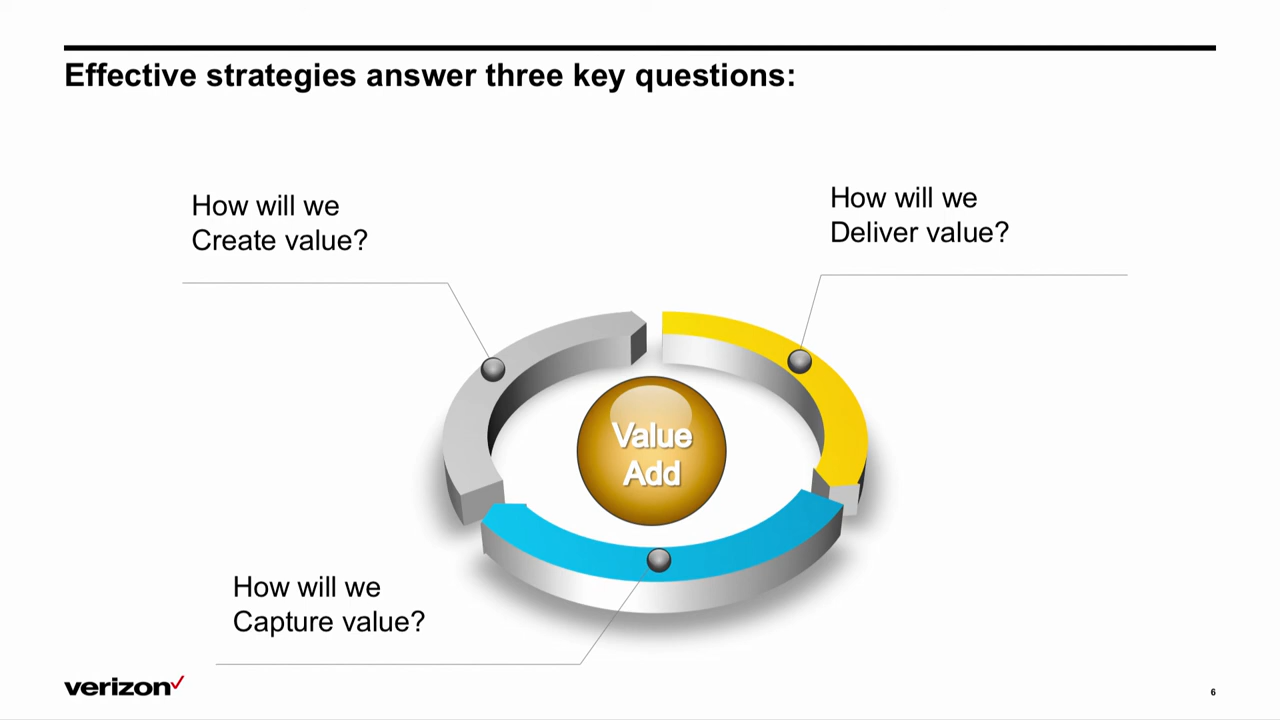 Effective strategies answer three key questions:
How will we
Create value?
How will we
Deliver value?
Value
Add
How will we
Capture value?
verizon
6